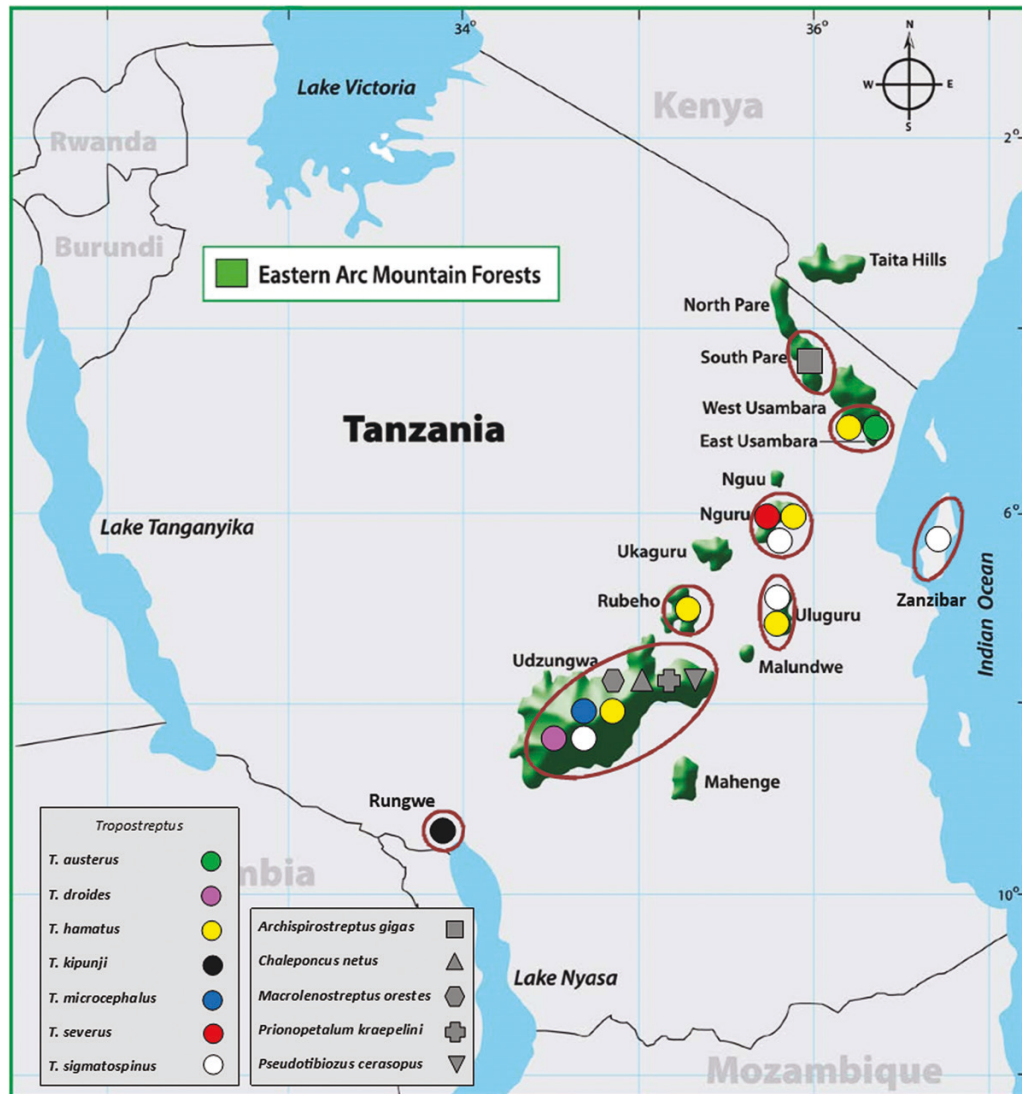 34°
36°
N
W
E
S
Lake Victoria
Kenya
2°
Rwanda
Burundi
Eastern Arc Mountain Forests
Taita Hills
North Pare
South Pare
West Usambara
East Usambara
Tanzania
Nguu
Nguru
6°
Lake Tanganyika
Ukaguru
Rubeho
Uluguru
Zanzibar
Indian Ocean
Malundwe
Udzungwa
Mahenge
Rungwe
mbia
10°
Lake Nyasa
Mozambique
Tropostreptus
T. austerus
T. droides
T. hamatus
T. kipunji
T. microcephalus
T. severus
T. sigmatospinus
Archispirostreptus gigas
Chaleponcus netus
Macrolenostreptus orestes
Prionopetalum kraepelini
Pseudotibiozus cerasopus